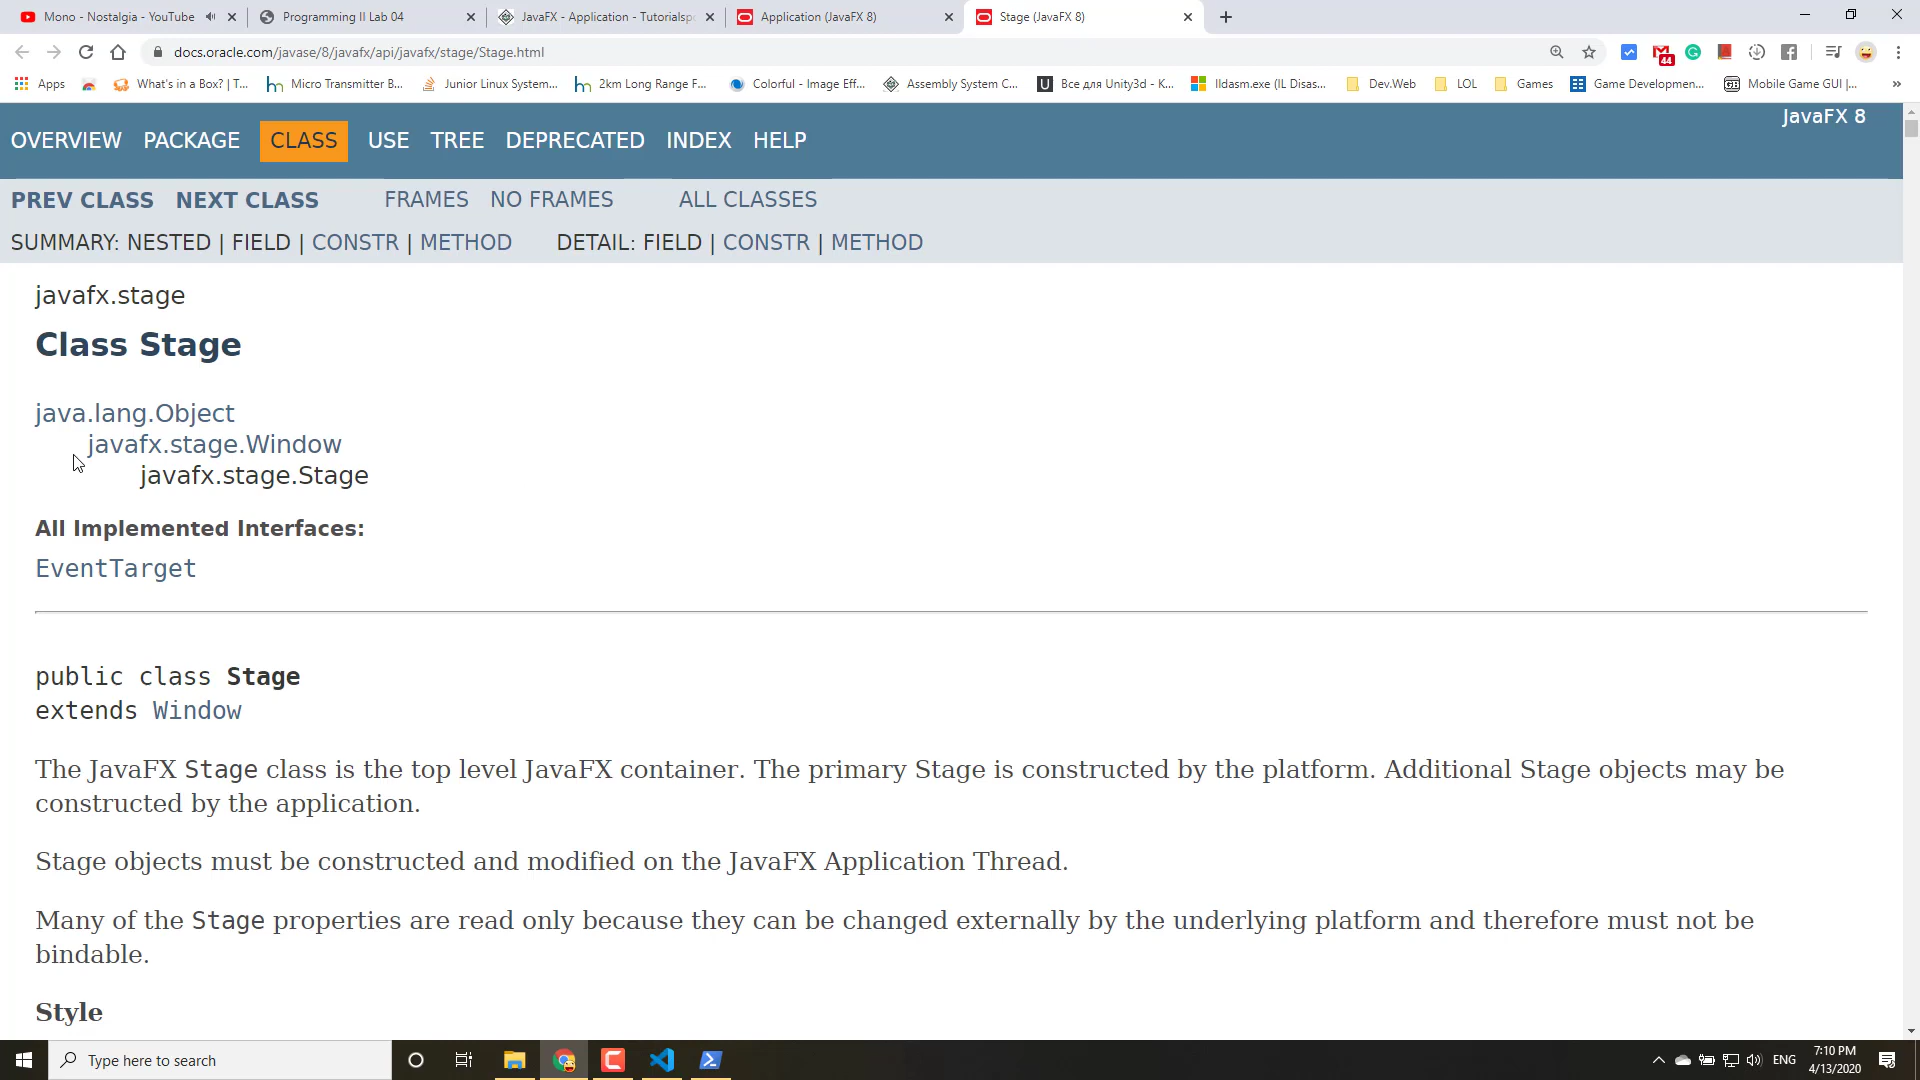 Mono - Nostalgia - YouTube
Programming II Lab 04
JavaFX - Application - Tutorialspo
Application (JavaFX 8)
Stage (JavaFX 8)
docs.oracle.com/javase/8/javafx/api/javafx/stage/Stage.html
44
Apps
What's in a Box? | T...
Micro Transmitter B...
Junior Linux System...
2km Long Range F...
Colorful - Image Eff...
Assembly System C...
Все для Unity3d - K...
Ildasm.exe (IL Disas...
Dev.Web
LOL
Games
Game Developmen...
Mobile Game GUI |...
»
OVERVIEW PACKAGE CLASS USE TREE DEPRECATED INDEX HELP
JavaFX 8
PREV CLASS NEXT CLASS FRAMES NO FRAMES ALL CLASSES
SUMMARY: NESTED | FIELD | CONSTR | METHOD DETAIL: FIELD | CONSTR | METHOD
javafx.stage
Class Stage
java.lang.Object
javafx.stage.Window
javafx.stage.Stage
All Implemented Interfaces:
EventTarget
public class Stage
extends Window
The JavaFX Stage class is the top level JavaFX container. The primary Stage is constructed by the platform. Additional Stage objects may be
constructed by the application.
Stage objects must be constructed and modified on the JavaFX Application Thread.
Many of the Stage properties are read only because they can be changed externally by the underlying platform and therefore must not be
bindable.
Style
Type here to search
ENG
7:10 PM
4/13/2020